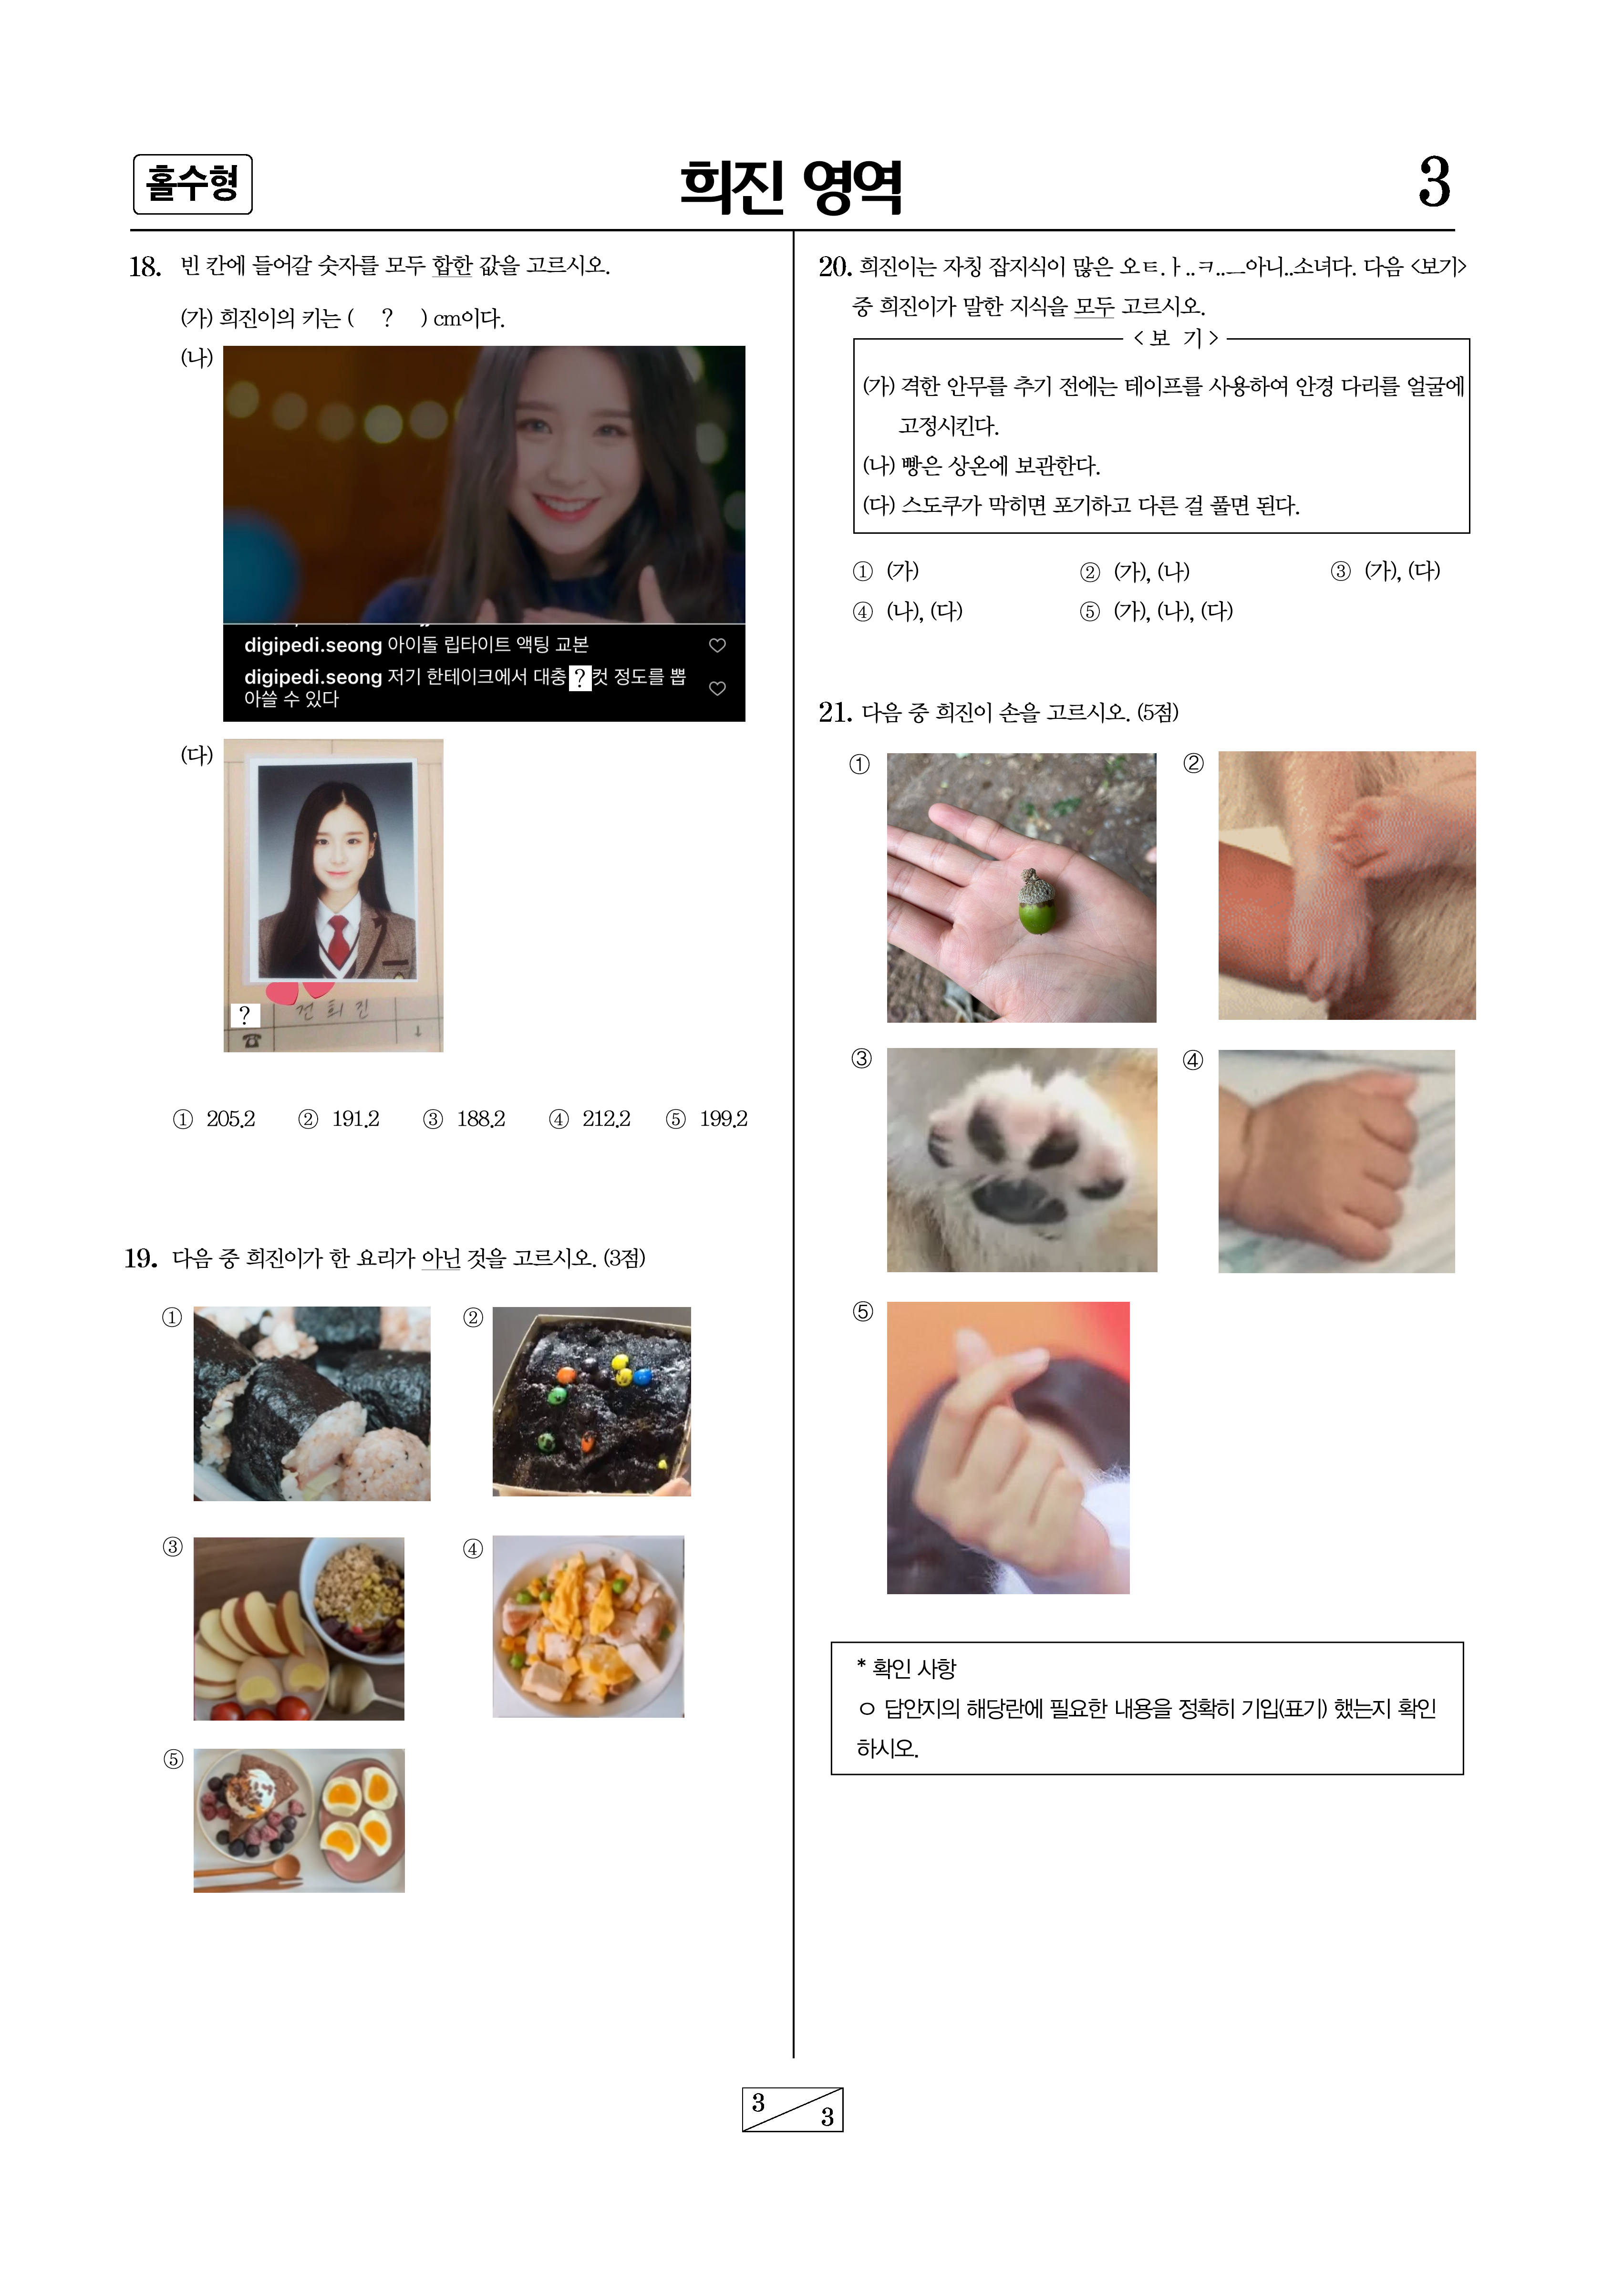 홀수형
희진 영역
3
18. 빈 칸에 들어갈 숫자를 모두 합한 값을 고르시오.
(가) 희진이의 키는 ( ? ) cm이다.
(나)
digipedi.seong 아이돌 립타이트 액팅 교본
digipedi.seong 저기 한테이크에서 대충 ? 컷 정도를 뽑
아쓸 수 있다
(다)
?
전 희 진
① 205.2 ② 191.2 ③ 188.2 ④ 212.2 ⑤ 199.2
19. 다음 중 희진이가 한 요리가 아닌 것을 고르시오. (3점)
① ②
③ ④
⑤
20. 희진이는 자칭 잡지식이 많은 오ㅌ.ㅏ..ㅋ..ㅡ아니..소녀다. 다음 <보기>
중 희진이가 말한 지식을 모두 고르시오.
< 보 기 >
(가) 격한 안무를 추기 전에는 테이프를 사용하여 안경 다리를 얼굴에
고정시킨다.
(나) 빵은 상온에 보관한다.
(다) 스도쿠가 막히면 포기하고 다른 걸 풀면 된다.
① (가) ② (가), (나) ③ (가), (다)
④ (나), (다) ⑤ (가), (나), (다)
21. 다음 중 희진이 손을 고르시오. (5점)
① ②
③ ④
⑤
* 확인 사항
ㅇ 답안지의 해당란에 필요한 내용을 정확히 기입(표기) 했는지 확인
하시오.
3
3